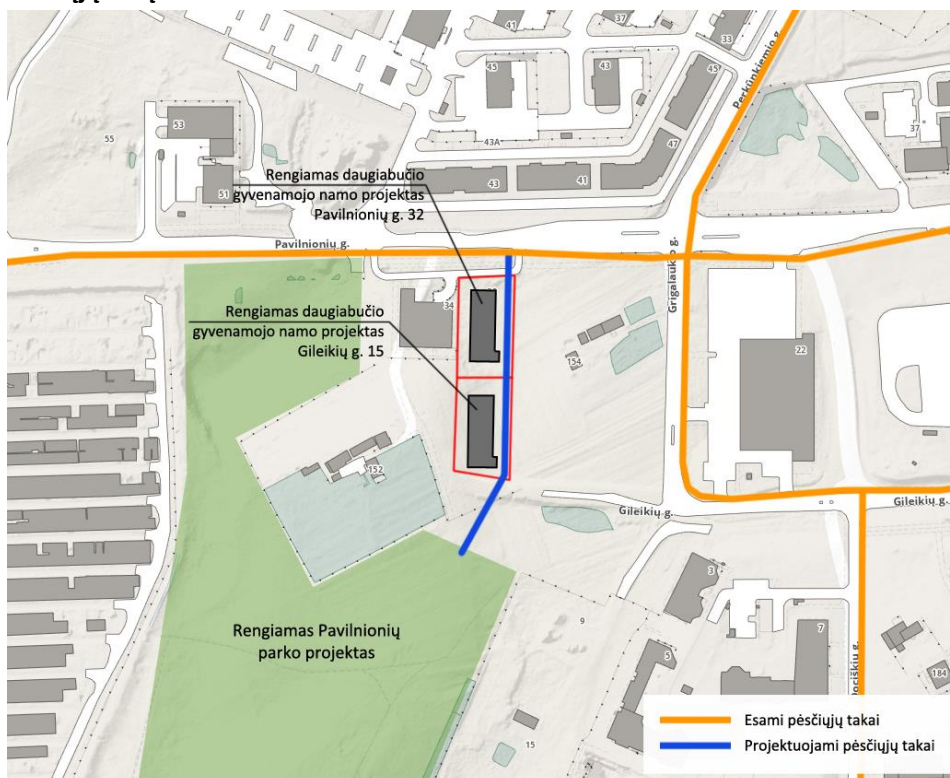 41
37
33
45
43
45
Perkūnkiemio g.
37
55
53
43A
47
51
43
41
Rengiamas daugiabučio
gyvenamojo namo projektas
Pavilnionių g. 32
Pavilnionių g.
Grigalaukio g.
34
Rengiamas daugiabučio
gyvenamojo namo projektas
Gileikių g. 15
154
22
152
Gileikių g.
Gileikių g.
3
9
7
5
Rengiamas Pavilnionių
parko projektas
184
15
Esami pėsčiųjų takai
Projektuojami pėsčiųjų takai